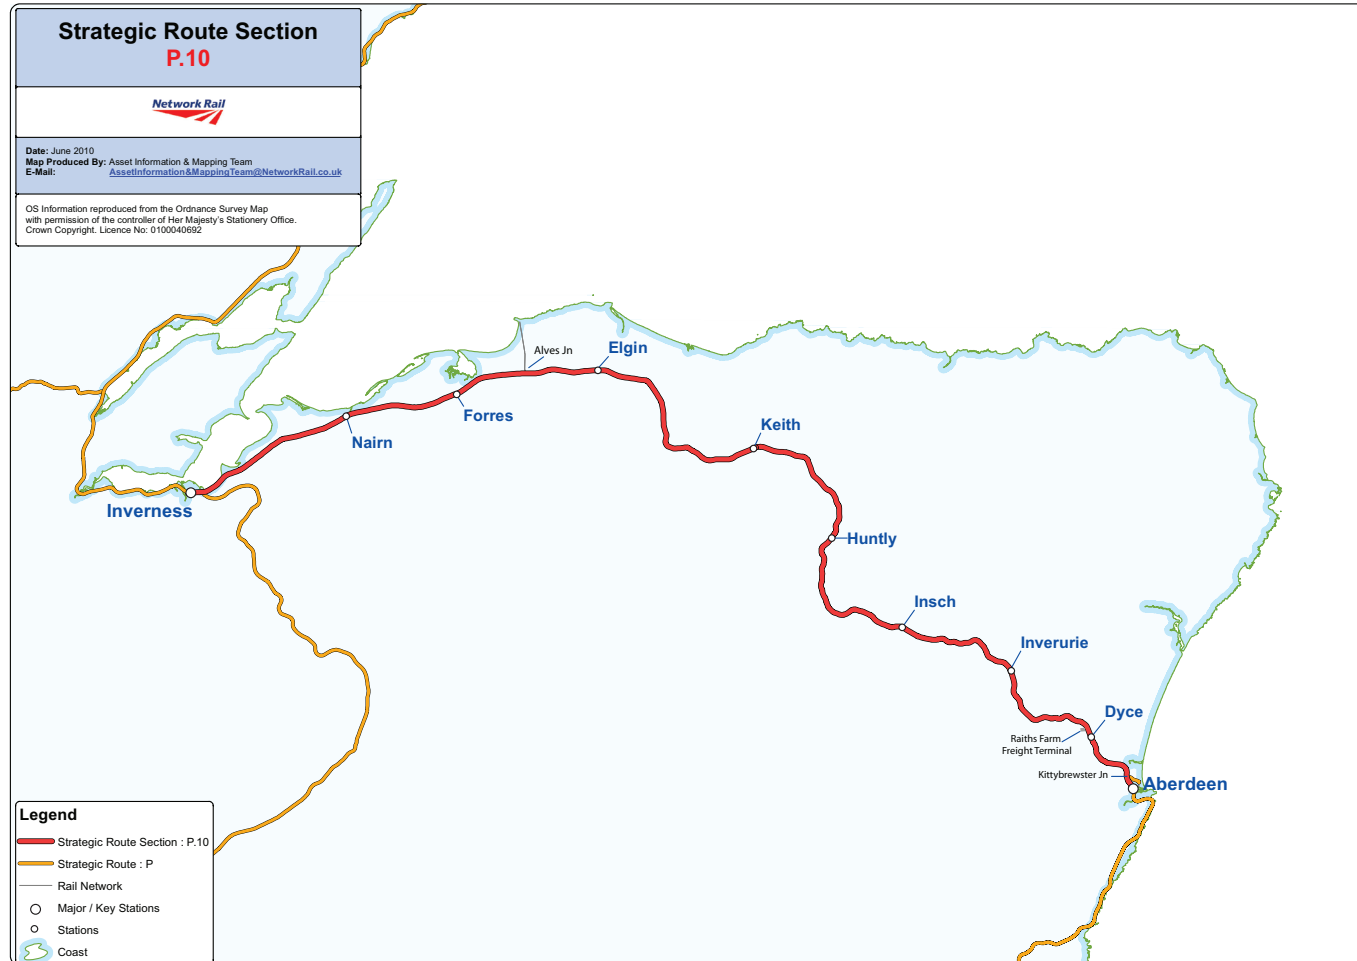 Strategic Route Section
P.10
Network Rail
Date: June 2010
Map Produced By: Asset Information & Mapping Team
E-Mail: AssetInformation&MappingTeam@NetworkRail.co.uk
OS Information reproduced from the Ordnance Survey Map
with permission of the controller of Her Majesty's Stationery Office.
Crown Copyright. Licence No: 0100040692
Alves Jn
Elgin
Forres
Nairn
Keith
Inverness
Huntly
Insch
Inverurie
Dyce
Raiths Farm
Freight Terminal
Kittybrewster Jn
Aberdeen
Legend
Strategic Route Section : P.10
Strategic Route : P
Rail Network
Major / Key Stations
Stations
Coast